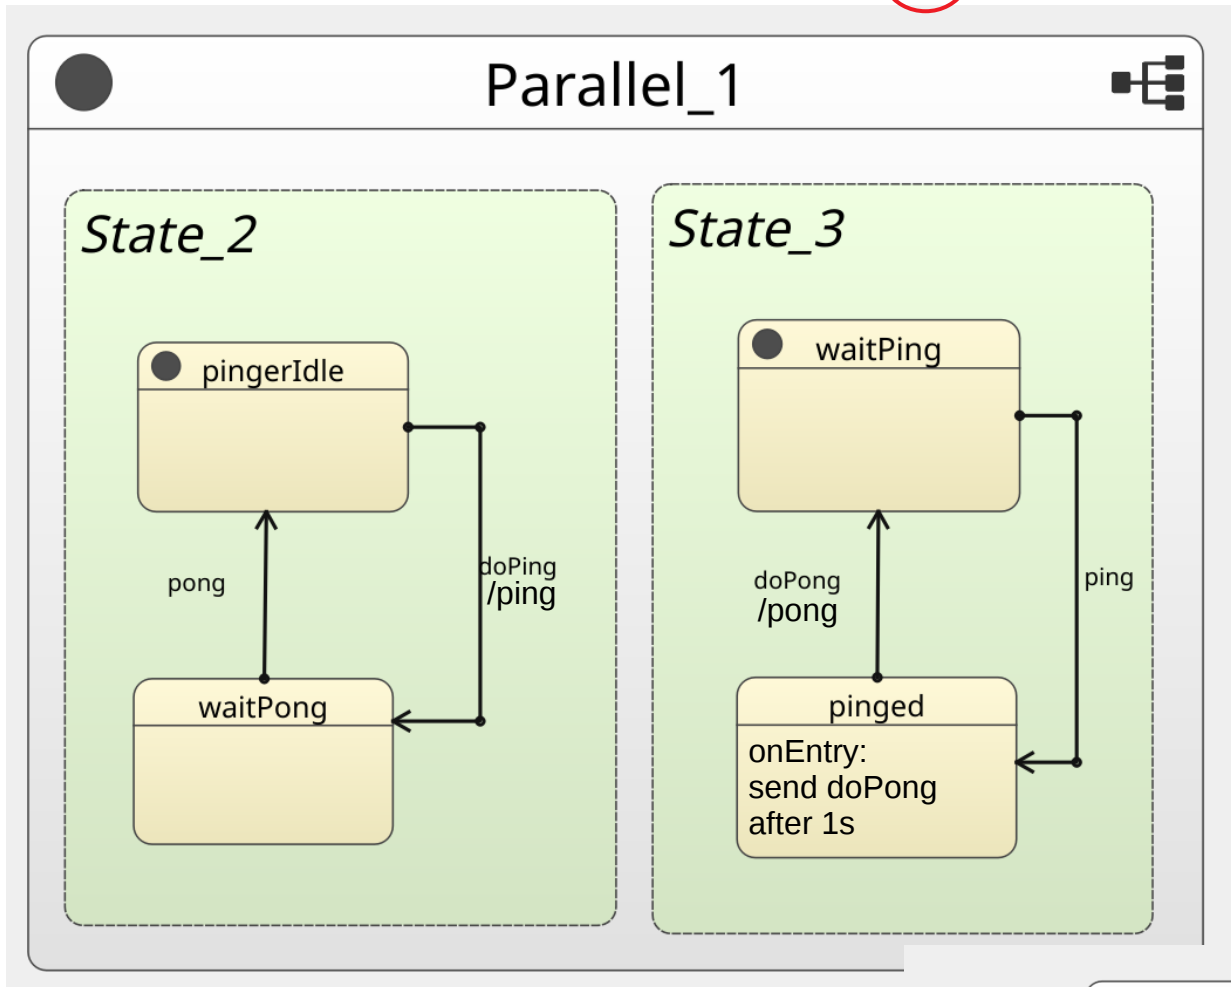 Parallel_1
State_2
pingerIdle
pong
doPing
/ping
waitPong
State_3
waitPing
doPong
/pong
ping
pinged
onEntry:
send doPong
after 1s